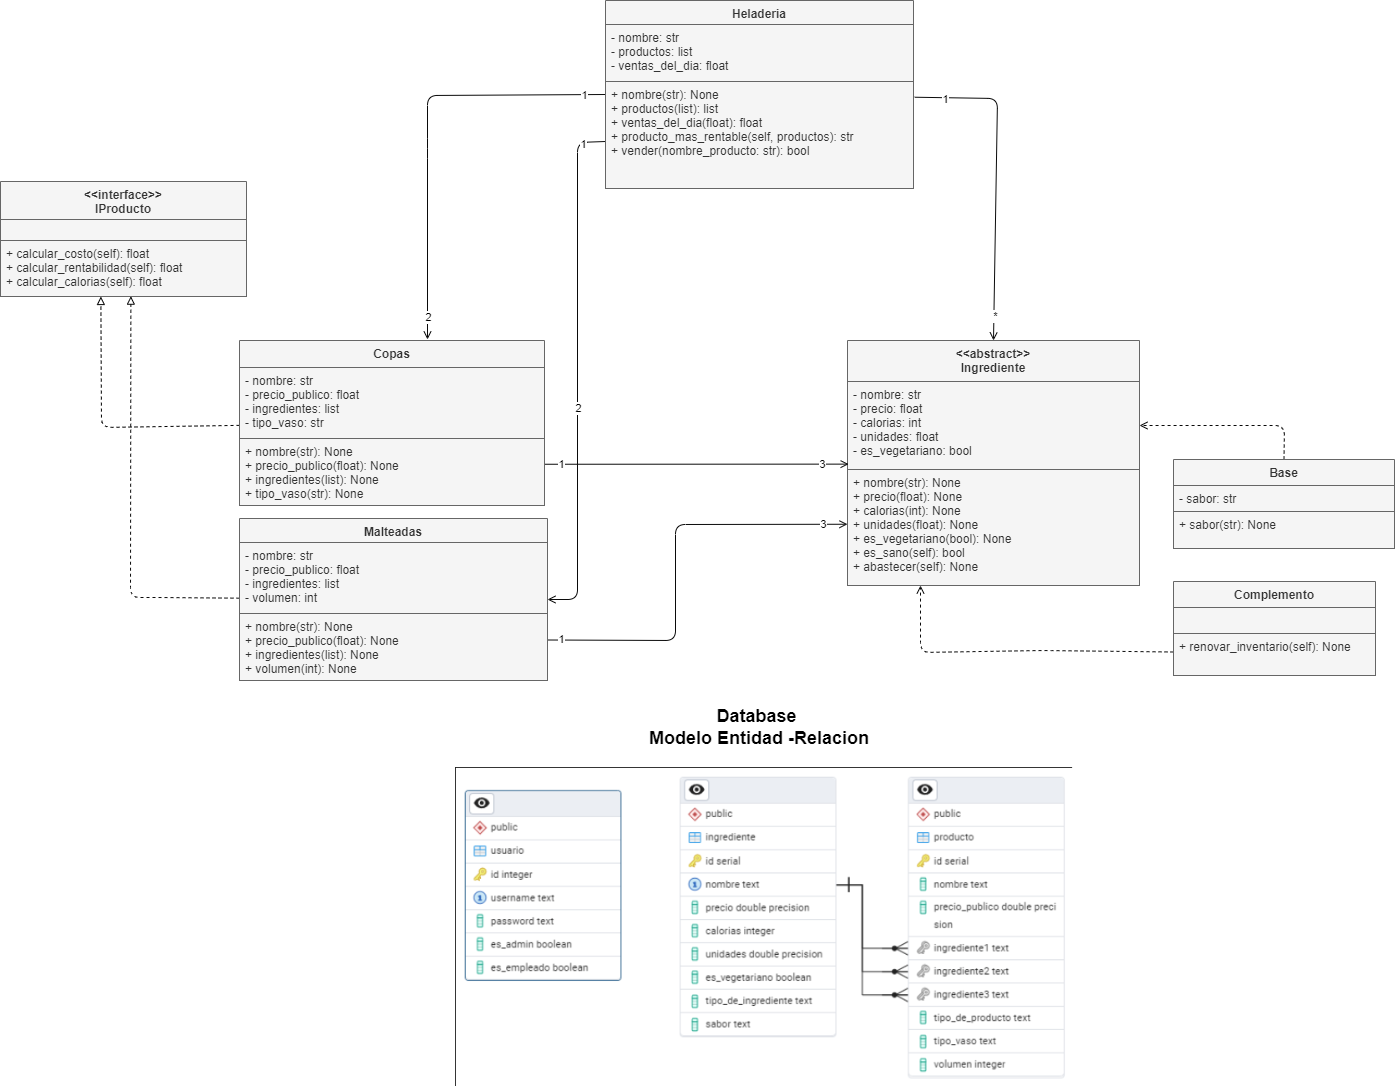 Heladeria
- nombre: str
- productos: list
- ventas_del_dia: float
+ nombre(str): None
+ productos(list): list
+ ventas_del_dia(float): float
+ producto_mas_rentable(self, productos): str
+ vender(nombre_producto: str): bool
1
1
1
<<interface>>
IProducto
+ calcular_costo(self): float
+ calcular_rentabilidad(self): float
+ calcular_calorias(self): float
2
*
2
Copas
- nombre: str
- precio_publico: float
- ingredientes: list
- tipo_vaso: str
+ nombre(str): None
+ precio_publico(float): None
+ ingredientes(list): None
+ tipo_vaso(str): None
1
3
Malteadas
- nombre: str
- precio_publico: float
- ingredientes: list
- volumen: int
+ nombre(str): None
+ precio_publico(float): None
+ ingredientes(list): None
+ volumen(int): None
1
3
<<abstract>>
Ingrediente
- nombre: str
- precio: float
- calorias: int
- unidades: float
- es_vegetariano: bool
+ nombre(str): None
+ precio(float): None
+ calorias(int): None
+ unidades(float): None
+ es_vegetariano(bool): None
+ es_sano(self): bool
+ abastecer(self): None
Base
- sabor: str
+ sabor(str): None
Complemento
+ renovar_inventario(self): None
Database
Modelo Entidad -Relacion
public
usuario
id integer
username text
password text
es_admin boolean
es_empleado boolean
public
ingrediente
id serial
nombre text
precio double precision
calorias integer
unidades double precision
es_vegetariano boolean
tipo_de_ingrediente text
sabor text
public
producto
id serial
nombre text
precio_publico double preci
sion
ingrediente1 text
ingrediente2 text
ingrediente3 text
tipo_de_producto text
tipo_vaso text
volumen integer